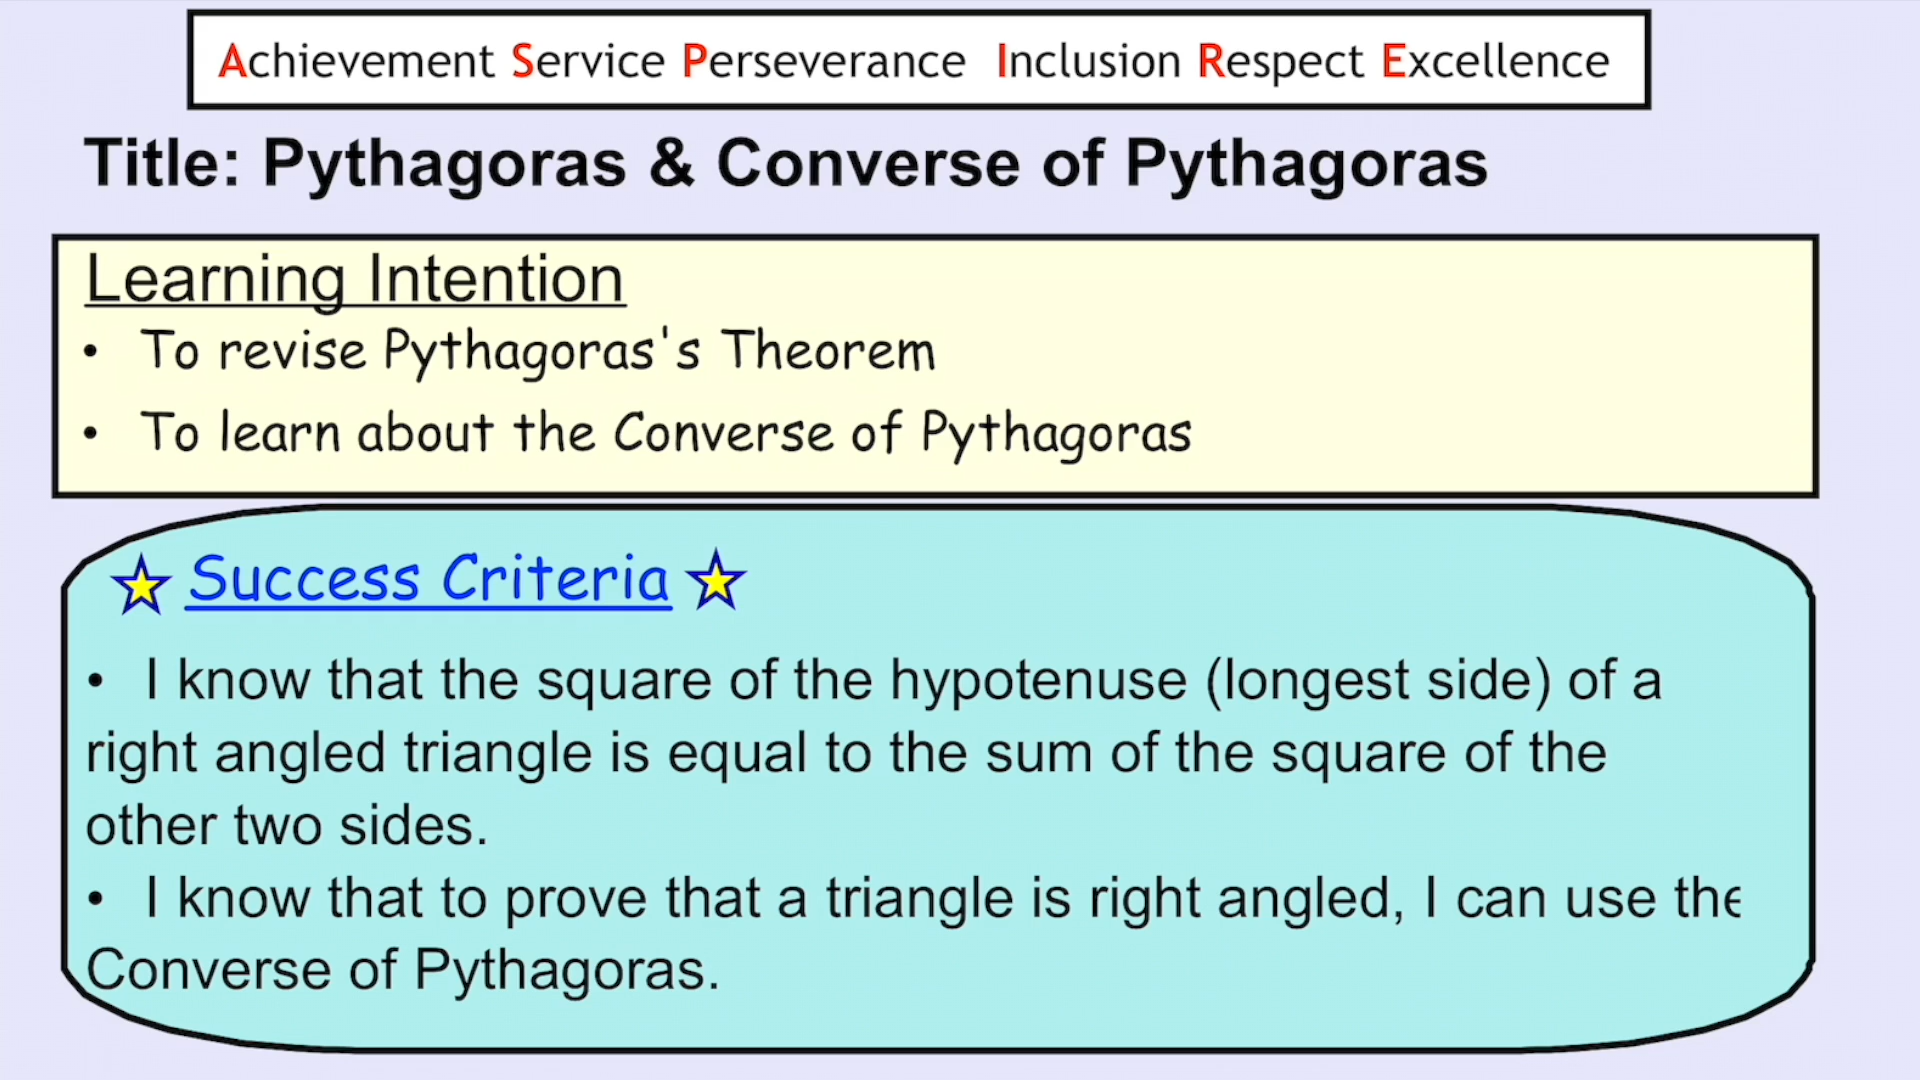 Achievement Service Perseverance Inclusion Respect Excellence
Title: Pythagoras & Converse of Pythagoras
Learning Intention
• To revise Pythagoras's Theorem
• To learn about the Converse of Pythagoras
Success Criteria
• I know that the square of the hypotenuse (longest side) of a
right angled triangle is equal to the sum of the square of the
other two sides.
• I know that to prove that a triangle is right angled, I can use the
Converse of Pythagoras.